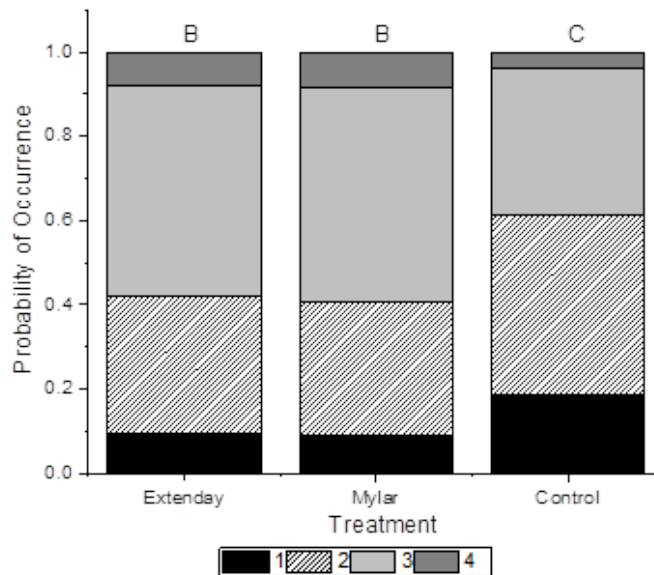 B B C
1.0
0.8
0.6
0.4
0.2
0.0
Probability of Occurrence
Extenday Mylar Control
Treatment
1 2 3 4